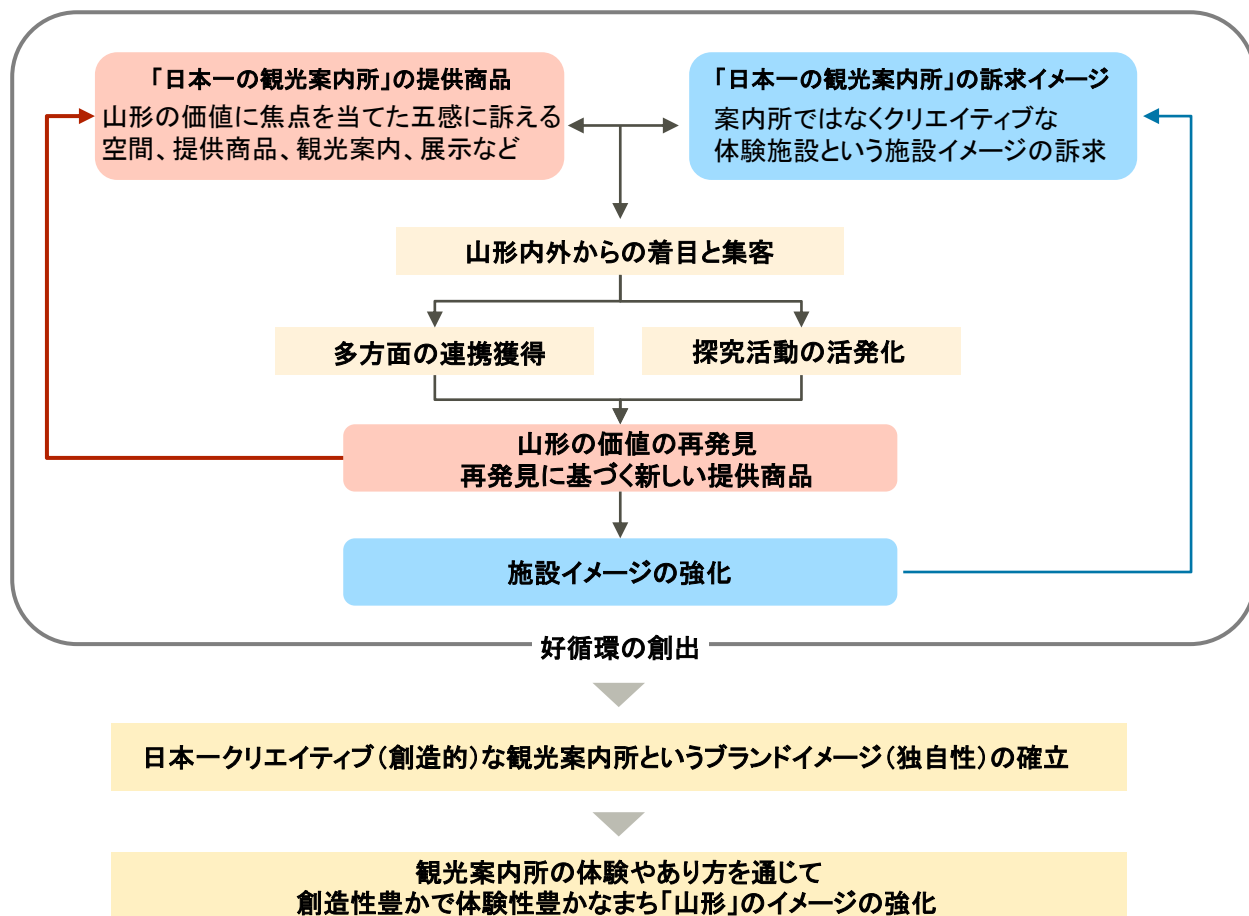 「日本一の観光案内所」の提供商品
山形の価値に焦点を当てた五感に訴える
空間、提供商品、観光案内、展示など
「日本一の観光案内所」の訴求イメージ
案内所ではなくクリエイティブな
体験施設という施設イメージの訴求
山形内外からの着目と集客
多方面の連携獲得
探究活動の活発化
山形の価値の再発見
再発見に基づく新しい提供商品
施設イメージの強化
好循環の創出
日本一クリエイティブ(創造的)な観光案内所というブランドイメージ(独自性)の確立
観光案内所の体験やあり方を通じて
創造性豊かで体験性豊かなまち「山形」のイメージの強化